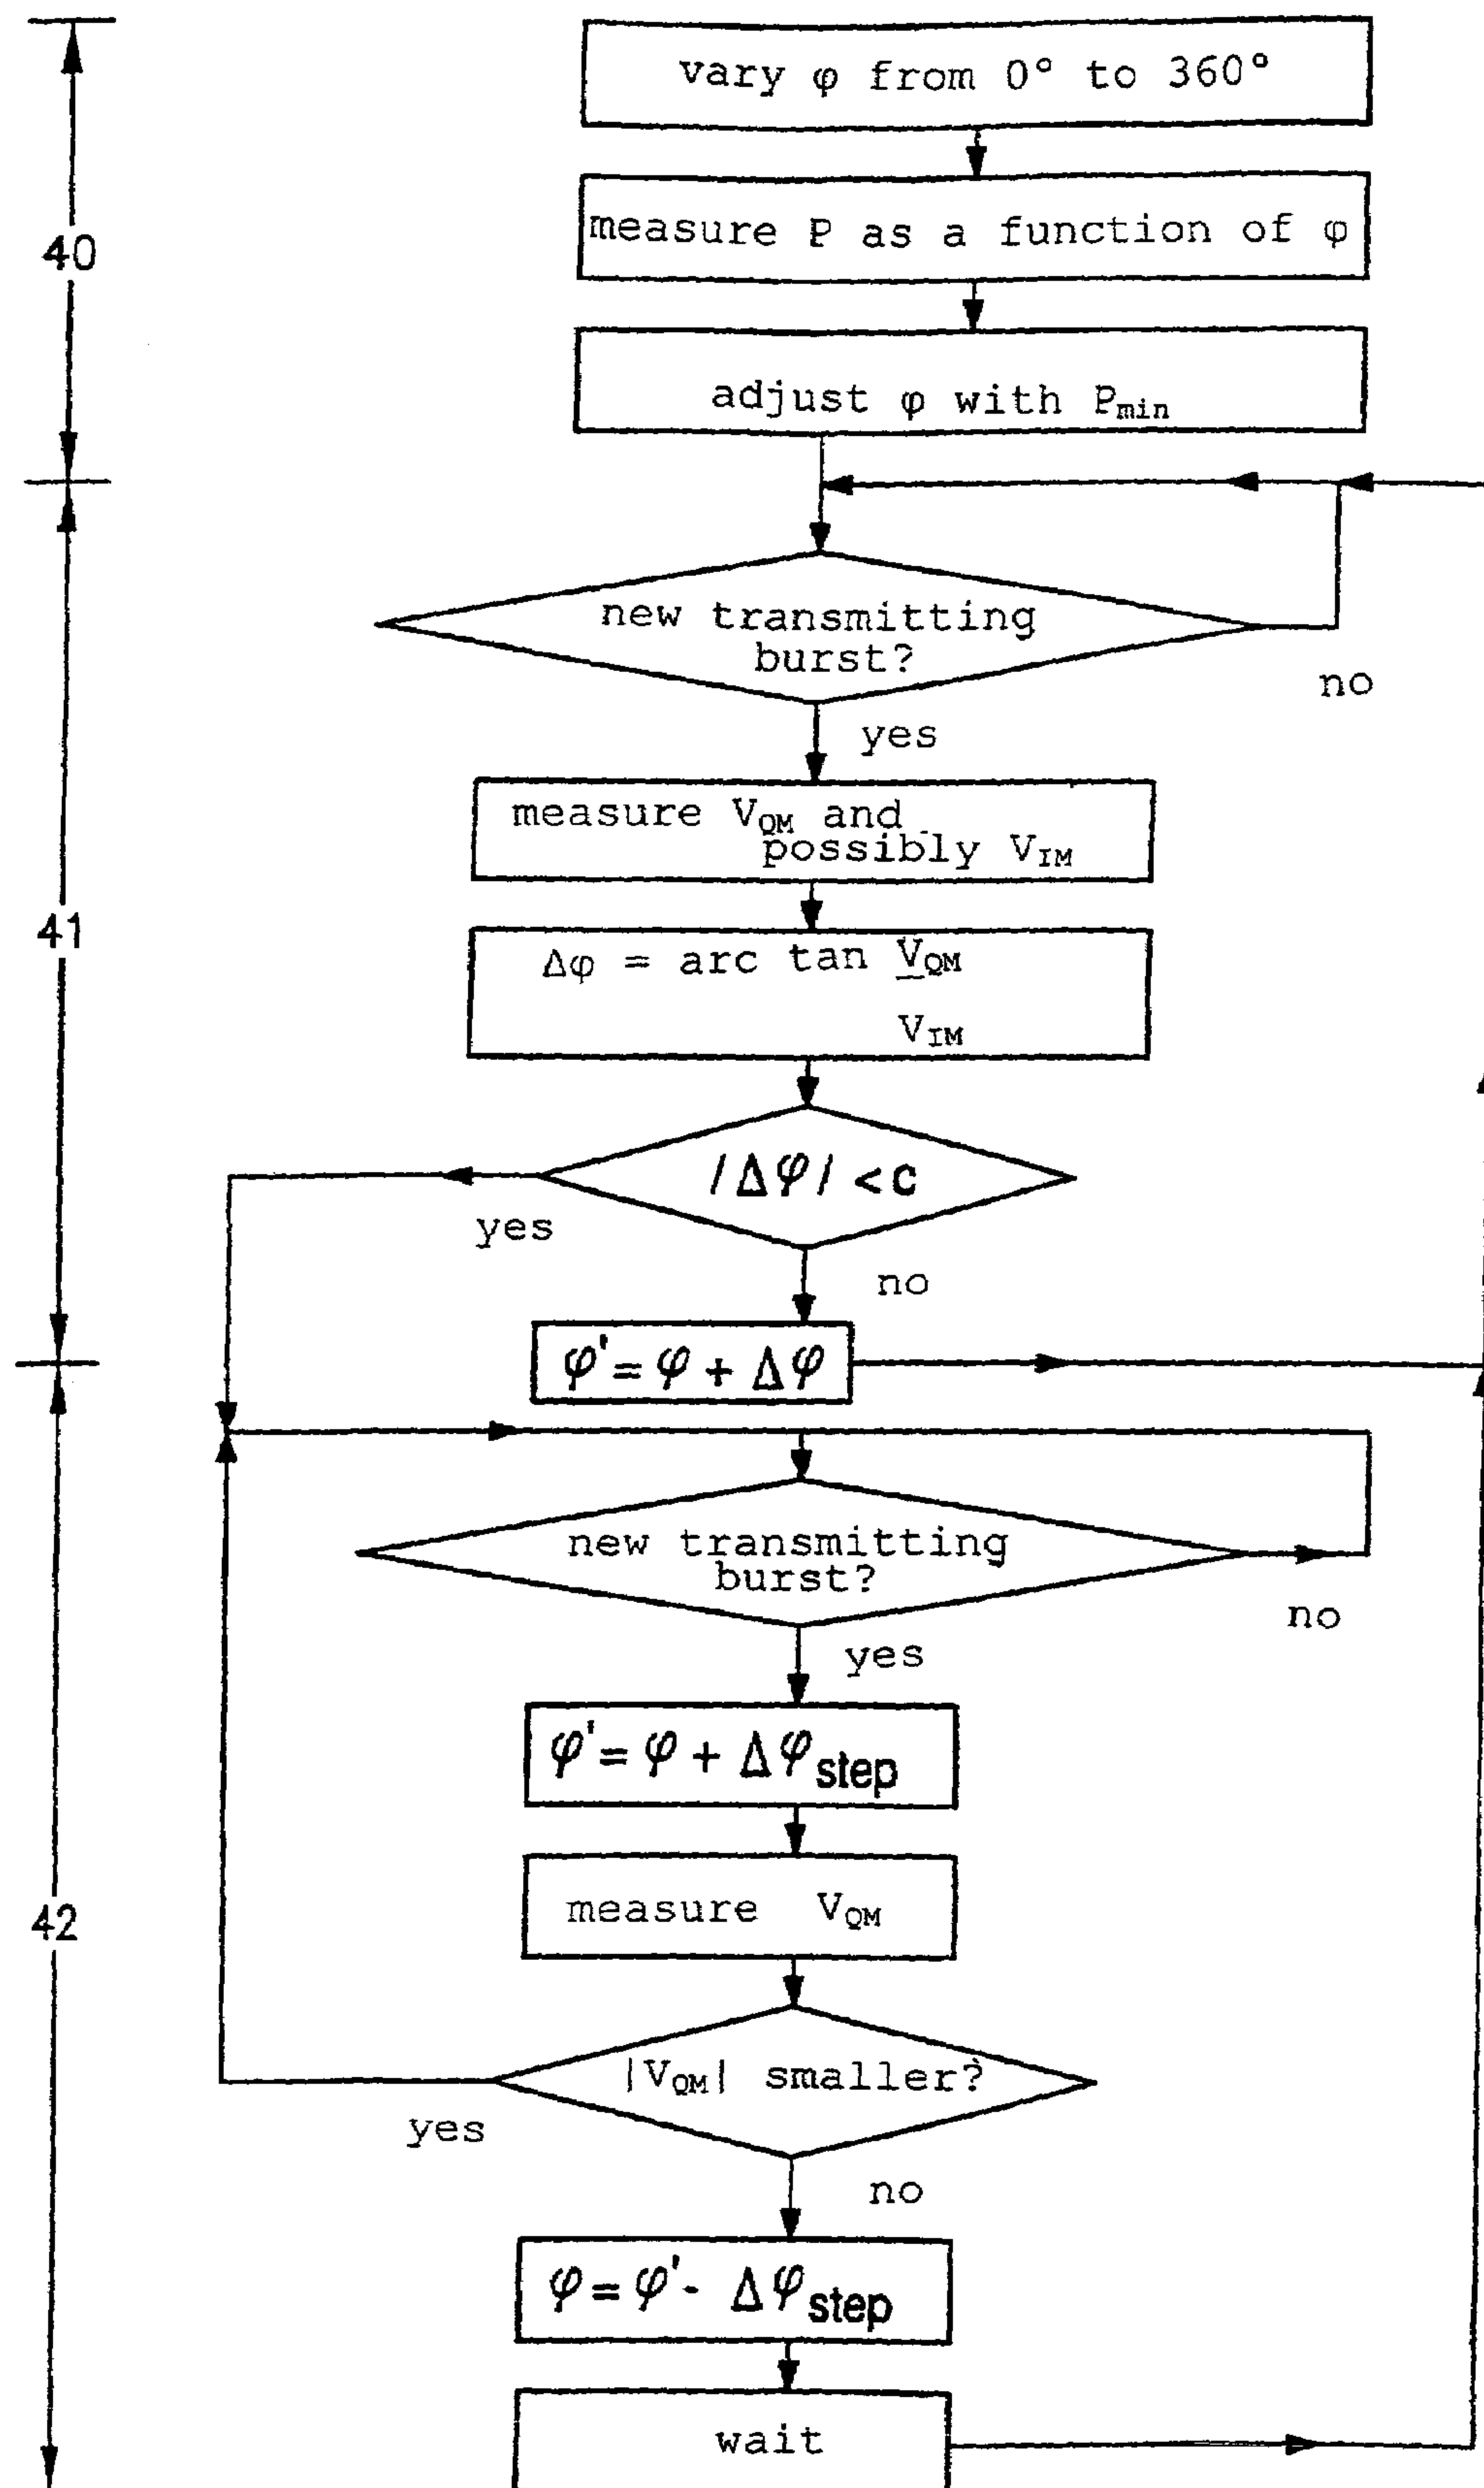 vary φ from 0° to 360°
measure P as a function of φ
40
adjust φ with Pmin
new transmitting
burst?
no
yes
measure VQM and
possibly VIM
41
Δφ = arc tan VQM
VIM
/Δφ/ <c
yes
no
φ'= φ + Δφ
new transmitting
burst?
no
yes
φ'= φ + Δφstep
measure VQM
42
|VQM| smaller?
yes
no
φ = φ'- Δφstep
wait